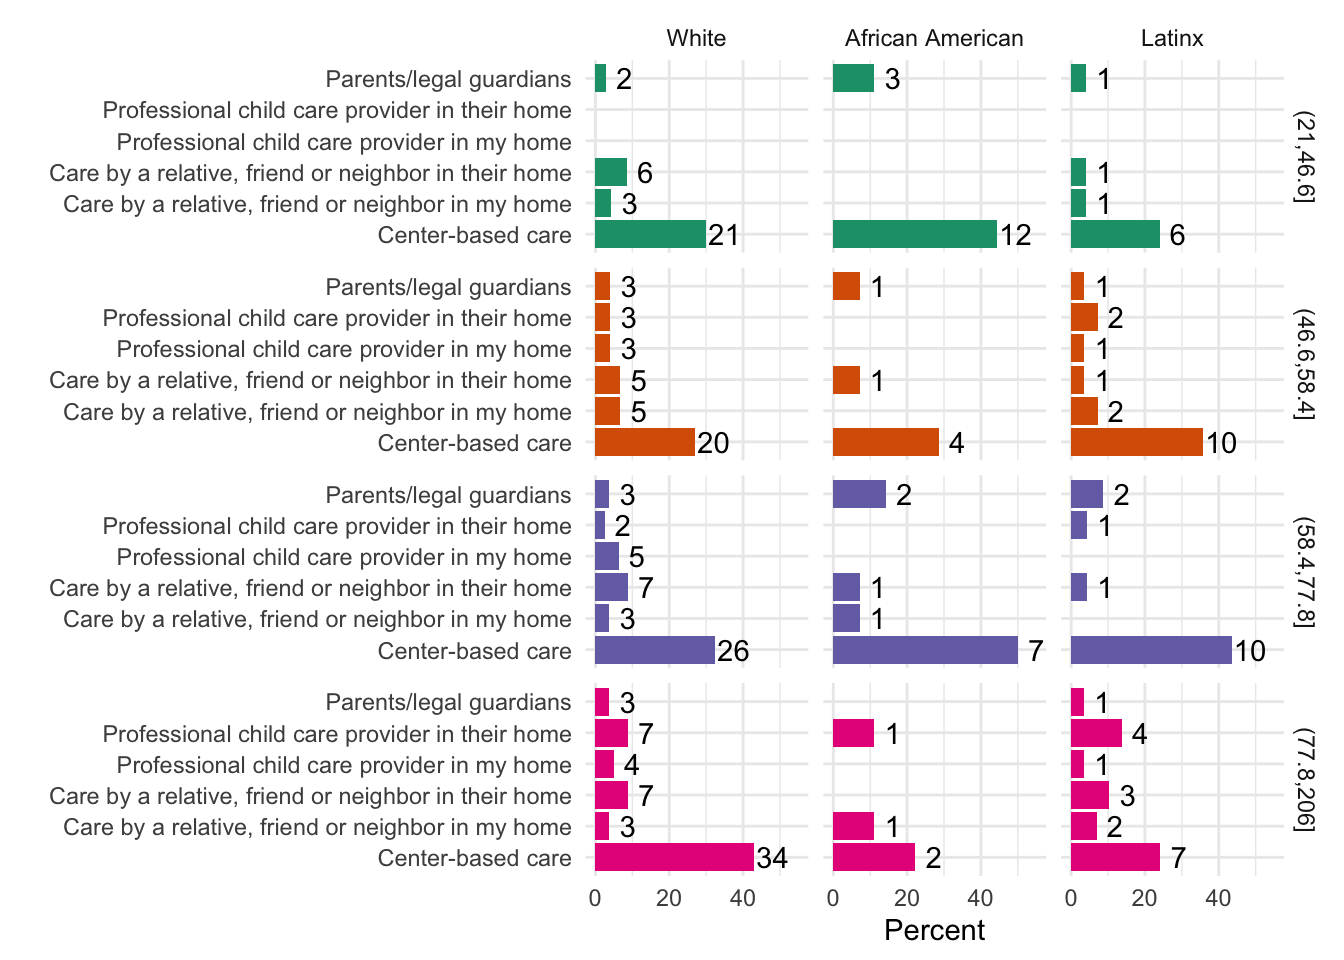 White African American Latinx
Parents/legal guardians 2 3 1
Professional child care provider in their home
Professional child care provider in my home
Care by a relative, friend or neighbor in their home 6 1
Care by a relative, friend or neighbor in my home 3 1
Center-based care 21 12 6
(21,46.6]
Parents/legal guardians 3 1 1
Professional child care provider in their home 3 2
Professional child care provider in my home 3 1
Care by a relative, friend or neighbor in their home 5 1 1
Care by a relative, friend or neighbor in my home 5 2
Center-based care 20 4 10
(46.6,58.4]
Parents/legal guardians 3 2 2
Professional child care provider in their home 2 1
Professional child care provider in my home 5
Care by a relative, friend or neighbor in their home 7 1 1
Care by a relative, friend or neighbor in my home 3 1
Center-based care 26 7 10
(58.4,77.8]
Parents/legal guardians 3 1
Professional child care provider in their home 7 1 4
Professional child care provider in my home 4 1
Care by a relative, friend or neighbor in their home 7 3
Care by a relative, friend or neighbor in my home 3 1 2
Center-based care 34 2 7
(77.8,206]
0 20 40 0 20 40 0 20 40
Percent